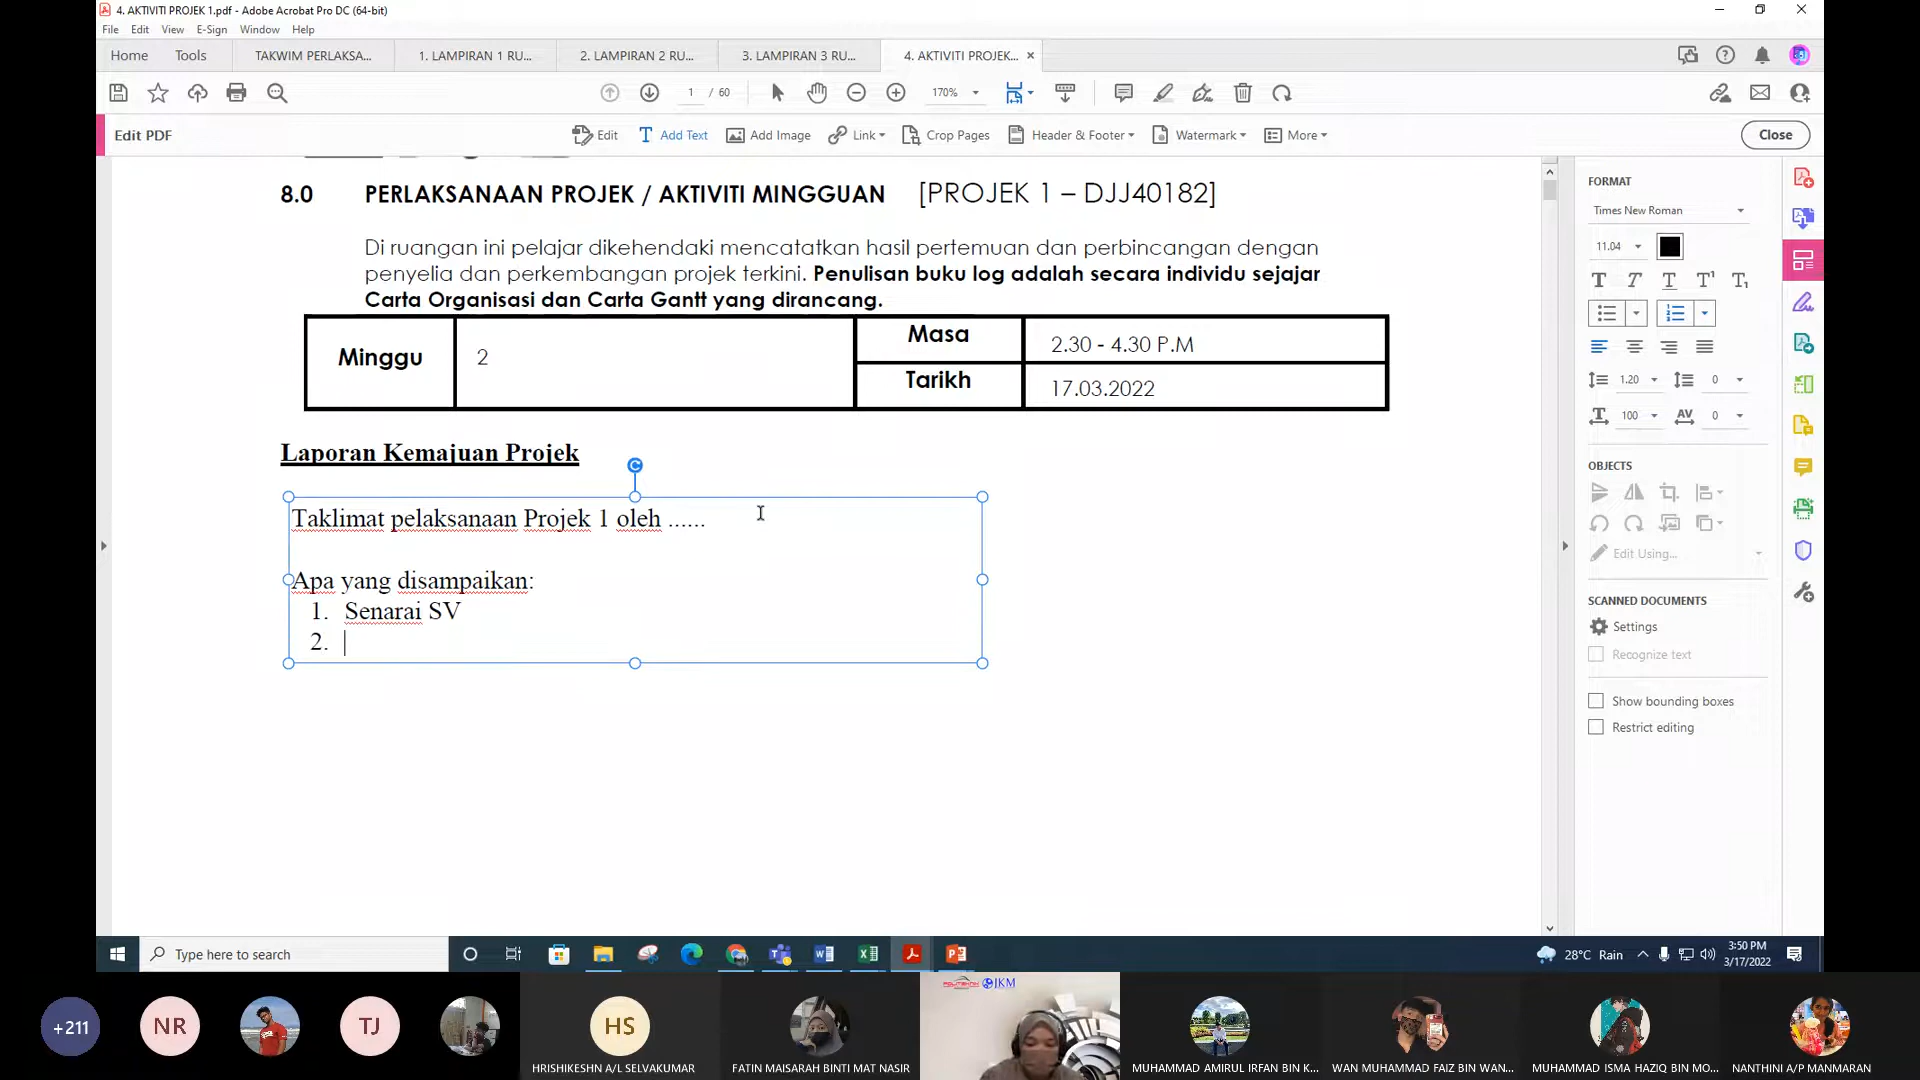 4. AKTIVITI PROJEK 1.pdf - Adobe Acrobat Pro DC (64-bit)
File Edit View E-Sign Window Help
Home Tools TAKWIM PERLAKSA... 1. LAMPIRAN 1 RU... 2. LAMPIRAN 2 RU... 3. LAMPIRAN 3 RU... 4. AKTIVITI PROJEK...
1 / 60 170%
Edit PDF Edit Add Text Add Image Link Crop Pages Header & Footer Watermark More Close
8.0 PERLAKSANAAN PROJEK / AKTIVITI MINGGUAN [PROJEK 1 – DJJ40182]
Di ruangan ini pelajar dikehendaki mencatatkan hasil pertemuan dan perbincangan dengan
penyelia dan perkembangan projek terkini. Penulisan buku log adalah secara individu sejajar
Carta Organisasi dan Carta Gantt yang dirancang.
Minggu 2 Masa 2.30 - 4.30 P.M
Tarikh 17.03.2022
Laporan Kemajuan Projek
Taklimat pelaksanaan Projek 1 oleh ......
Apa yang disampaikan:
1. Senarai SV
2.
FORMAT
Times New Roman
11.04
1.20 0
100 0
OBJECTS
Edit Using...
SCANNED DOCUMENTS
Settings
Recognize text
Show bounding boxes
Restrict editing
Type here to search
28°C Rain
3:50 PM
3/17/2022
POLITEKNIK JKM
+211 NR TJ HS
HRISHIKESHN A/L SELVAKUMAR
FATIN MAISARAH BINTI MAT NASIR
MUHAMMAD AMIRUL IRFAN BIN K...
WAN MUHAMMAD FAIZ BIN WAN...
MUHAMMAD ISMA HAZIQ BIN MO...
NANTHINI A/P MANMARAN